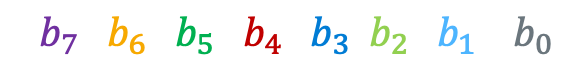 b₇ b₆ b₅ b₄ b₃ b₂ b₁ b₀